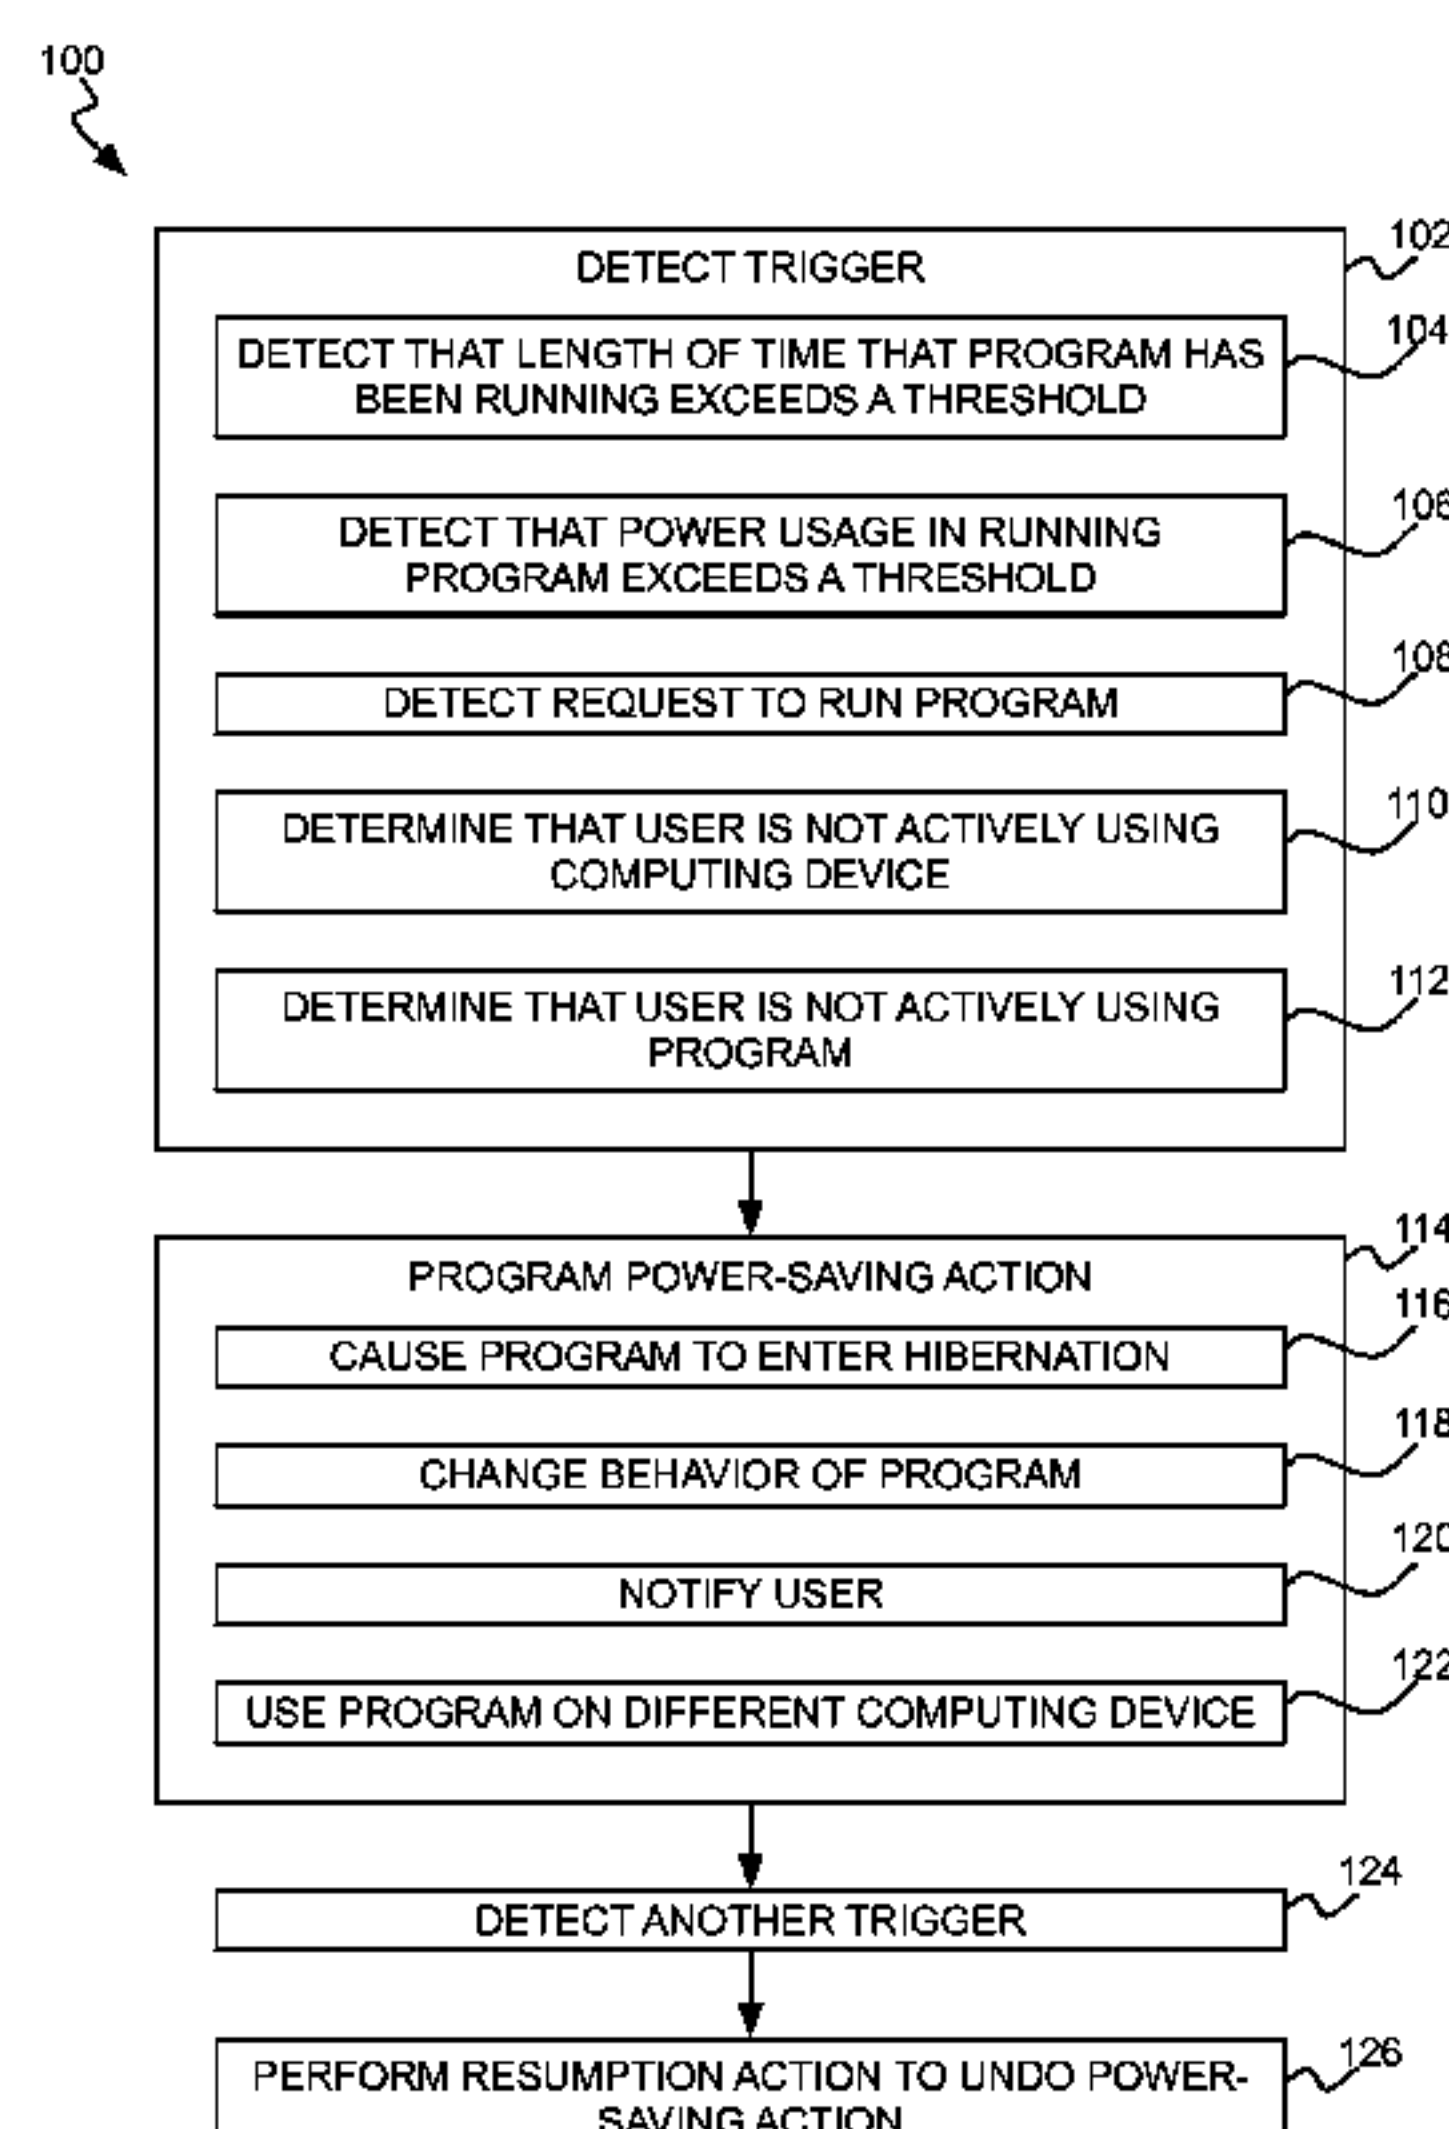 100
DETECT TRIGGER
102
DETECT THAT LENGTH OF TIME THAT PROGRAM HAS
BEEN RUNNING EXCEEDS A THRESHOLD
104
DETECT THAT POWER USAGE IN RUNNING
PROGRAM EXCEEDS A THRESHOLD
106
DETECT REQUEST TO RUN PROGRAM
108
DETERMINE THAT USER IS NOT ACTIVELY USING
COMPUTING DEVICE
110
DETERMINE THAT USER IS NOT ACTIVELY USING
PROGRAM
112
PROGRAM POWER-SAVING ACTION
114
CAUSE PROGRAM TO ENTER HIBERNATION
116
CHANGE BEHAVIOR OF PROGRAM
118
NOTIFY USER
120
USE PROGRAM ON DIFFERENT COMPUTING DEVICE
122
DETECT ANOTHER TRIGGER
124
PERFORM RESUMPTION ACTION TO UNDO POWER-
SAVING ACTION
126